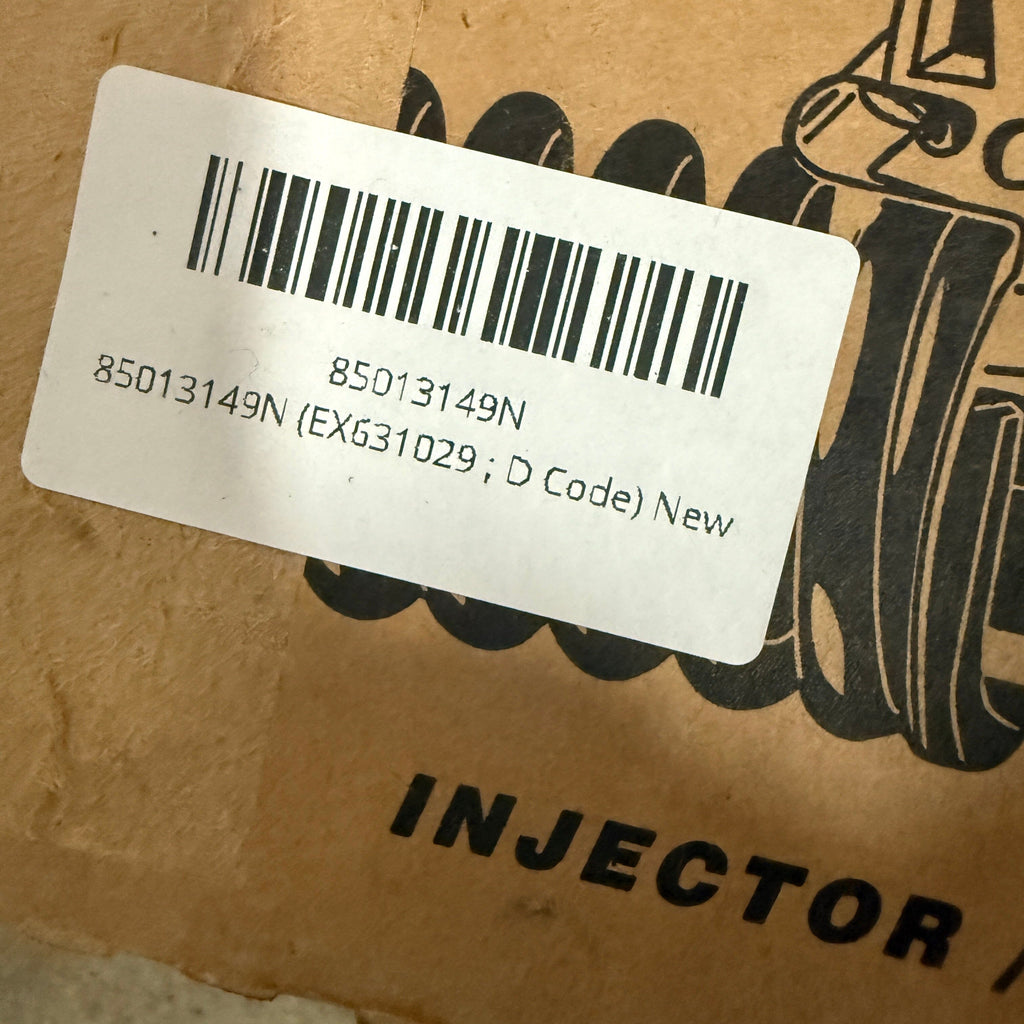 85013149N
85013149N (EX631029 ; D Code) New
INJECTOR /